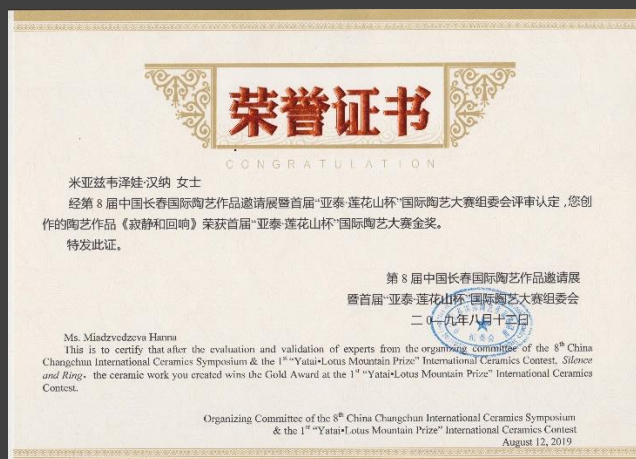 荣誉证书
CONGRATULATION
米亚兹韦泽娃·汉纳 女士
经第 8 届中国长春国际陶艺作品邀请展暨首届“亚泰·莲花山杯”国际陶艺大赛组委会评审认定，您创
作的陶艺作品《寂静和回响》荣获首届“亚泰·莲花山杯”国际陶艺大赛金奖。
特发此证。
第 8 届中国长春国际陶艺作品邀请展
暨首届“亚泰·莲花山杯”国际陶艺大赛组委会
二〇一九年八月十二日
Ms. Miadzvedzeva Hanna
This is to certify that after the evaluation and validation of experts from the organizing committee of the 8th China
Changchun International Ceramics Symposium & the 1st “Yatai•Lotus Mountain Prize” International Ceramics Contest, Silence
and Ring, the ceramic work you created wins the Gold Award at the 1st “Yatai•Lotus Mountain Prize” International Ceramics
Contest.
Organizing Committee of the 8th China Changchun International Ceramics Symposium
& the 1st “Yatai•Lotus Mountain Prize” International Ceramics Contest
August 12, 2019